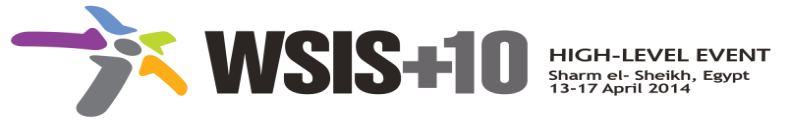 WSIS+10
HIGH-LEVEL EVENT
Sharm el- Sheikh, Egypt
13-17 April 2014